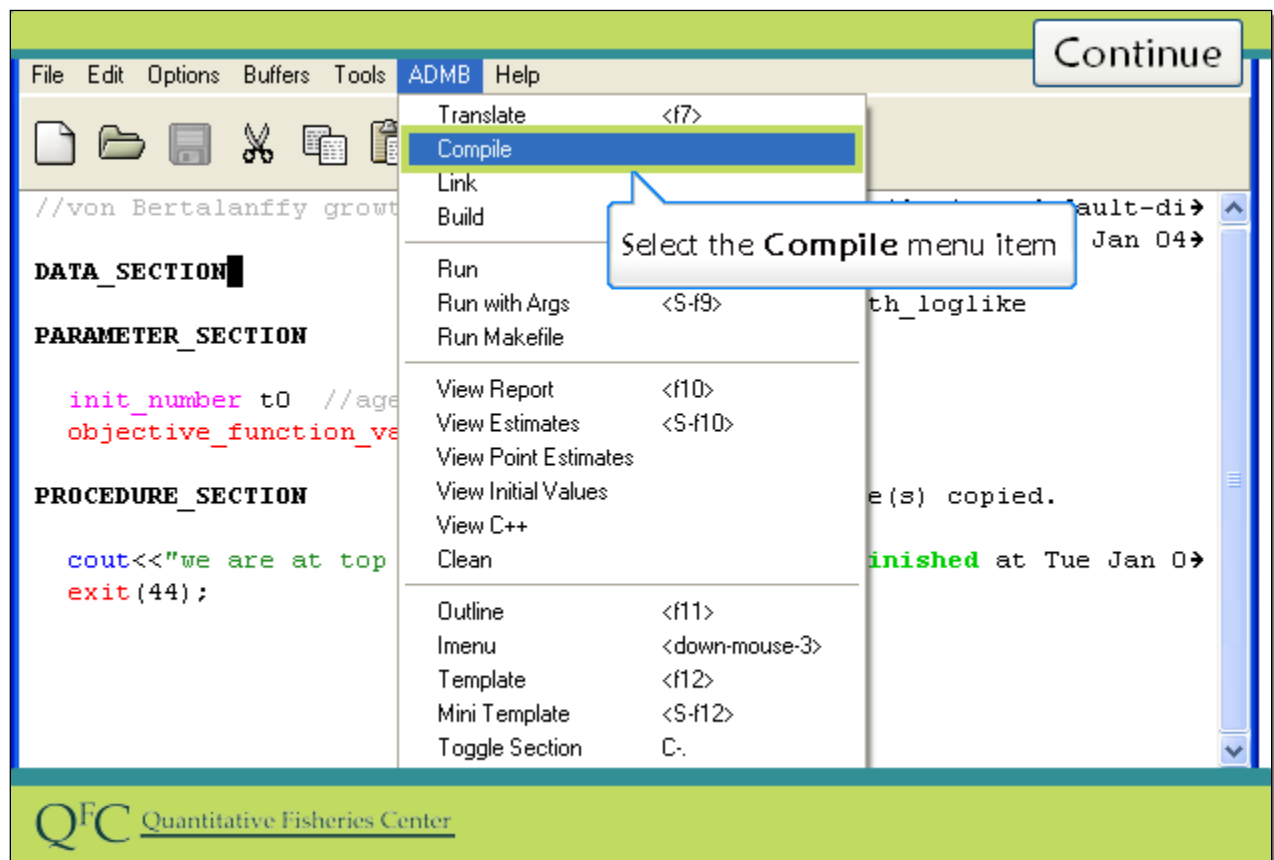 Continue
File Edit Options Buffers Tools ADMB Help
Translate <f7>
Compile
Link
Build
Select the Compile menu item
Run
Run with Args <S-f9>
Run Makefile
View Report <f10>
View Estimates <S-f10>
View Point Estimates
View Initial Values
View C++
Clean
Outline <f11>
Imenu <down-mouse-3>
Template <f12>
Mini Template <S-f12>
Toggle Section C-.
//von Bertalanffy growt
DATA_SECTION
PARAMETER_SECTION
init_number t0 //age
objective_function_va
PROCEDURE_SECTION
cout<<"we are at top
exit(44);
ault-di
Jan 04
th_loglike
e(s) copied.
inished at Tue Jan 0
QFC Quantitative Fisheries Center